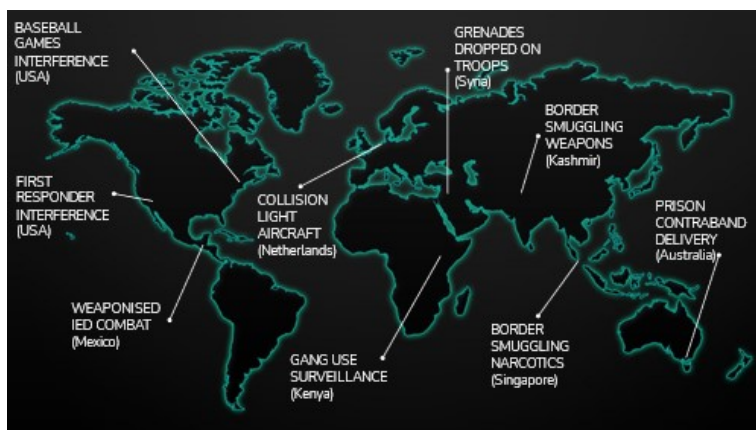 BASEBALL
GAMES
INTERFERENCE
(USA)
GRENADES
DROPPED ON
TROOPS
(Syria)
BORDER
SMUGGLING
WEAPONS
(Kashmir)
FIRST
RESPONDER
INTERFERENCE
(USA)
COLLISION
LIGHT
AIRCRAFT
(Netherlands)
PRISON
CONTRABAND
DELIVERY
(Australia)
WEAPONISED
IED COMBAT
(Mexico)
GANG USE
SURVEILLANCE
(Kenya)
BORDER
SMUGGLING
NARCOTICS
(Singapore)